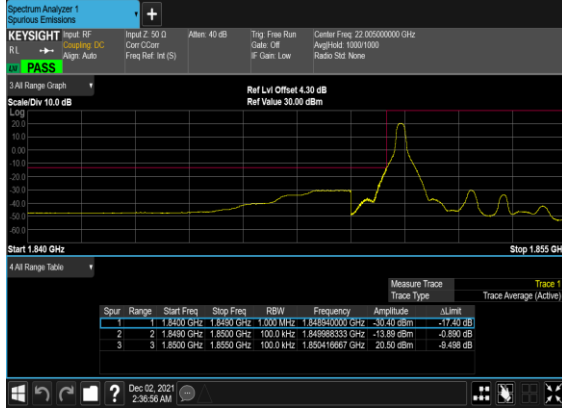 Spectrum Analyzer 1
Spurious Emissions
+
KEYSIGHT Input: RF Input Z: 50 Ω Atten: 40 dB Trig: Free Run Center Freq: 22.005000000 GHz
RL Coupling: DC Corr CCorr Gate: Off Avg|Hold: 1000/1000
Align: Auto Freq Ref: Int (S) IF Gain: Low Radio Std: None
LXI PASS
3 All Range Graph
Ref Lvl Offset 4.30 dB
Scale/Div 10.0 dB Ref Value 30.00 dBm
Log
20.0
10.0
0.00
-10.0
-20.0
-30.0
-40.0
-50.0
-60.0
Start 1.840 GHz Stop 1.855 GH
4 All Range Table
Measure Trace Trace 1
Trace Type Trace Average (Active)
Spur Range Start Freq Stop Freq RBW Frequency Amplitude ΔLimit
1 1 1.8400 GHz 1.8490 GHz 1.000 MHz 1.848940000 GHz -30.40 dBm -17.40 dB
2 2 1.8490 GHz 1.8500 GHz 100.0 kHz 1.849988333 GHz -13.89 dBm -0.890 dB
3 3 1.8500 GHz 1.8550 GHz 100.0 kHz 1.850416667 GHz 20.50 dBm -9.498 dB
? Dec 02, 2021
2:36:56 AM